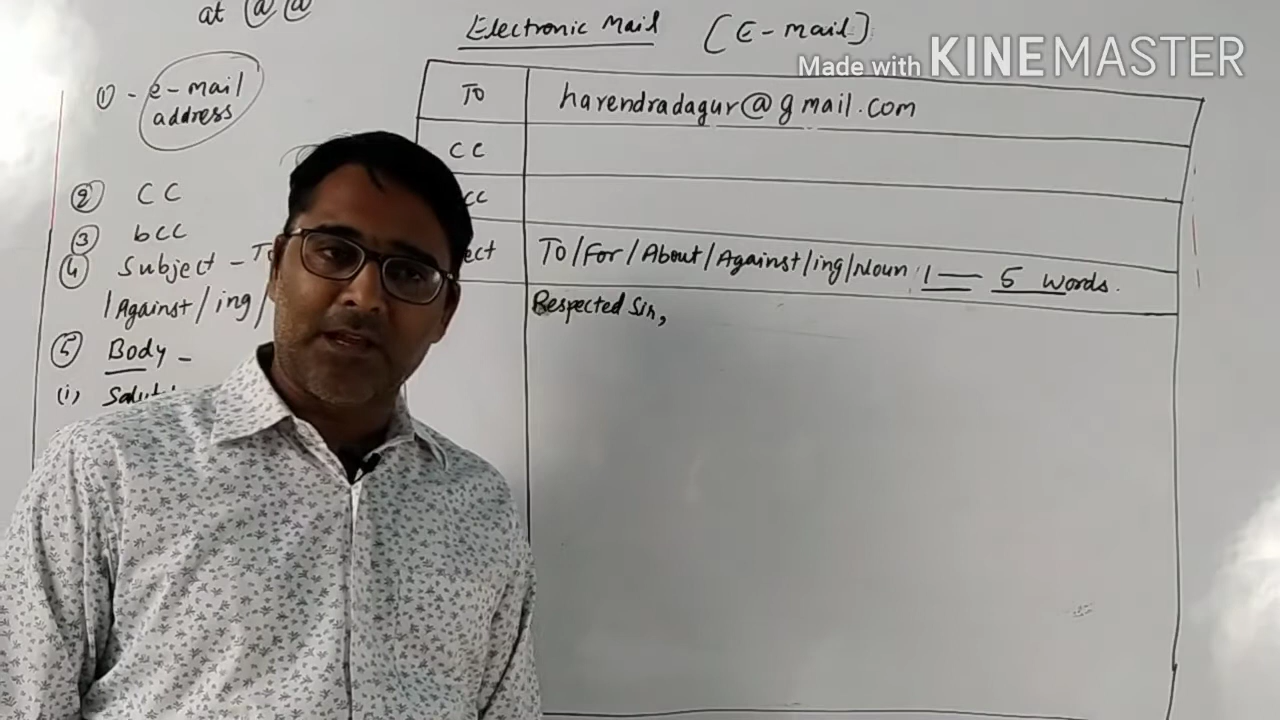 at @ @
Electronic Mail [E-mail]
Made with KINEMASTER
1) - e-mail
address
2 CC
3 bcc
4 Subject - To
/Against/ing/
5 Body -
(i) Salut
To harendradagur@gmail.com
CC
CC
ect To/For/About/Against/ing/Noun 1 — 5 Words.
Respected Sir,